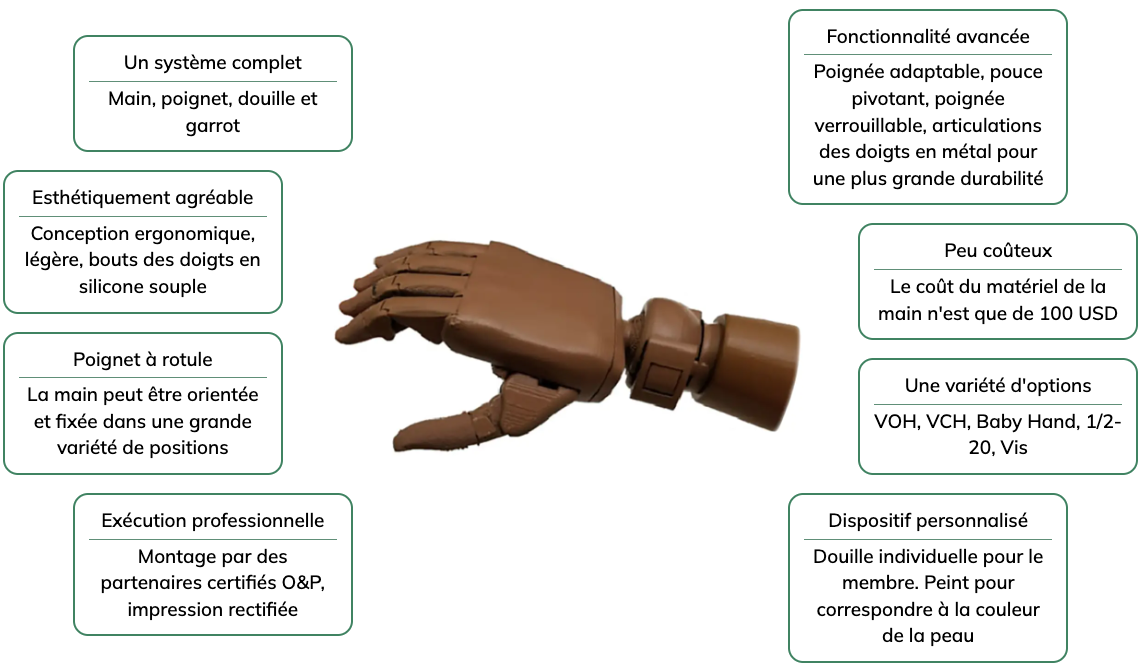 Un système complet
Main, poignet, douille et
garrot
Esthétiquement agréable
Conception ergonomique,
légère, bouts des doigts en
silicone souple
Poignet à rotule
La main peut être orientée
et fixée dans une grande
variété de positions
Exécution professionnelle
Montage par des
partenaires certifiés O&P,
impression rectifiée
Fonctionnalité avancée
Poignée adaptable, pouce
pivotant, poignée
verrouillable, articulations
des doigts en métal pour
une plus grande durabilité
Peu coûteux
Le coût du matériel de la
main n'est que de 100 USD
Une variété d'options
VOH, VCH, Baby Hand, 1/2-
20, Vis
Dispositif personnalisé
Douille individuelle pour le
membre. Peint pour
correspondre à la couleur
de la peau